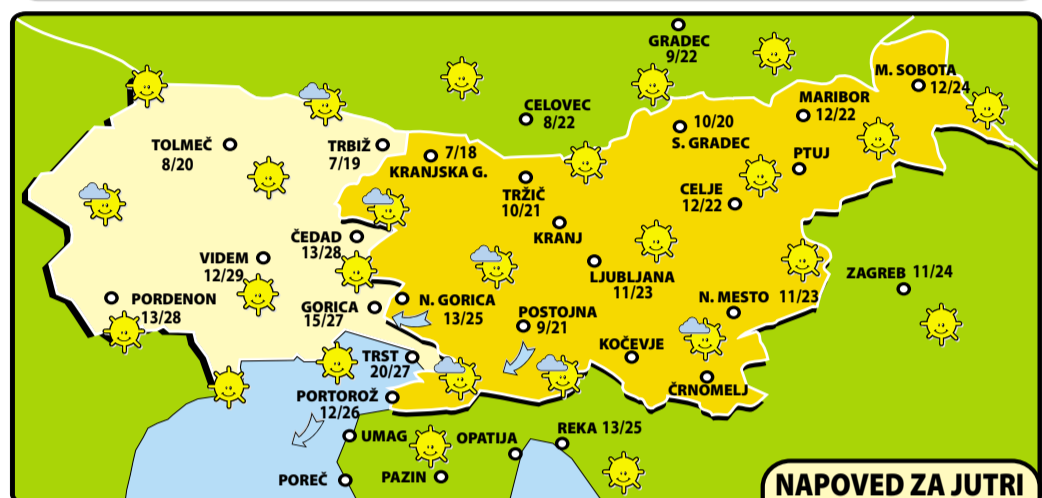 GRADEC
9/22
M. SOBOTA
12/24
MARIBOR
12/22
CELOVEC
8/22
10/20
S. GRADEC
TOLMEČ
8/20
TRBIŽ
7/19
7/18
KRANJSKA G.
PTUJ
TRŽIČ
10/21
CELJE
12/22
KRANJ
ČEDAD
13/28
VIDEM
12/29
LJUBLJANA
11/23
ZAGREB 11/24
PORDENON
13/28
GORICA
15/27
N. GORICA
13/25
POSTOJNA
9/21
N. MESTO 11/23
KOČEVJE
TRST
20/27
ČRNOMELJ
PORTOROŽ
12/26
UMAG
OPATIJA
REKA 13/25
POREČ
PAZIN
NAPOVED ZA JUTRI